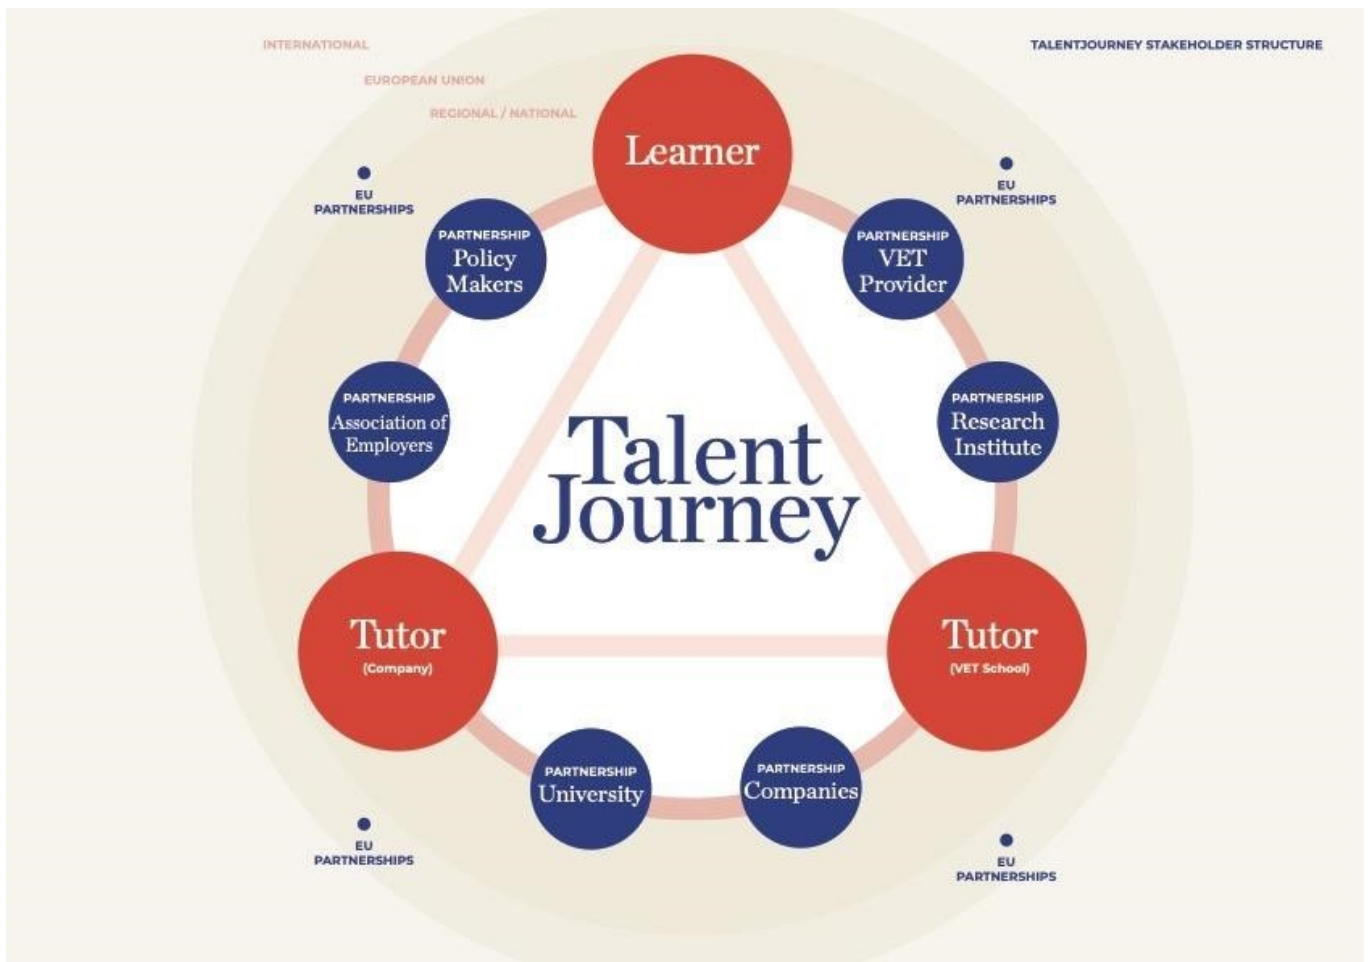 INTERNATIONAL
TALENTJOURNEY STAKEHOLDER STRUCTURE
EUROPEAN UNION
REGIONAL / NATIONAL
Learner
EU
PARTNERSHIPS
EU
PARTNERSHIPS
PARTNERSHIP
Policy
Makers
PARTNERSHIP
VET
Provider
PARTNERSHIP
Association of
Employers
PARTNERSHIP
Research
Institute
Talent
Journey
Tutor
(Company)
Tutor
(VET School)
PARTNERSHIP
University
PARTNERSHIP
Companies
EU
PARTNERSHIPS
EU
PARTNERSHIPS